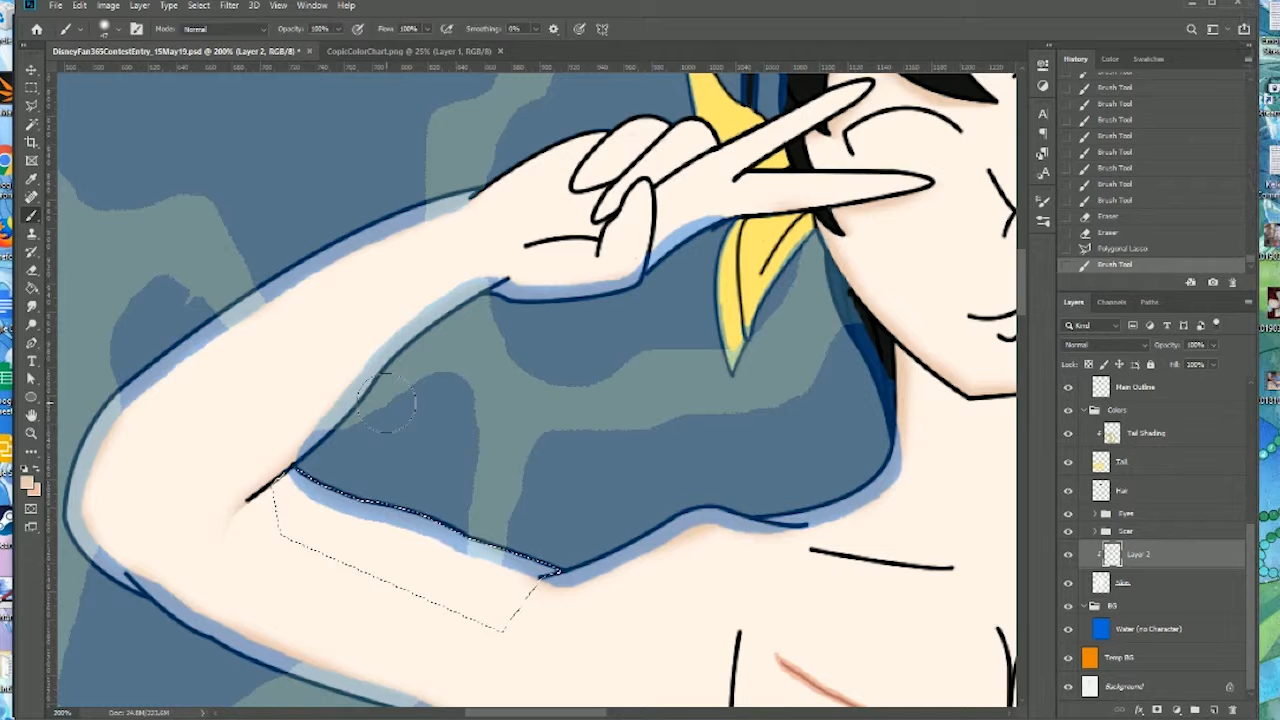 File Edit Image Layer Type Select Filter 3D View Window Help
Mode: Normal Opacity: 100% Flow: 100% Smoothing: 0%
DisneyFan365ContestEntry_15May19.psd @ 200% (Layer 2, RGB/8) * × CopicColorChart.png @ 25% (Layer 1, RGB/8) ×
History Color Swatches
Brush Tool
Brush Tool
Brush Tool
Brush Tool
Brush Tool
Brush Tool
Brush Tool
Brush Tool
Eraser
Eraser
Polygonal Lasso
Brush Tool
Layers Channels Paths
Kind
Normal Opacity: 100%
Lock: Fill: 100%
Main Outline
Colors
Tail Shading
Tail
Hair
Eyes
Scar
Layer 2
Skin
BG
Water (no Character)
Temp BG
Background
200%